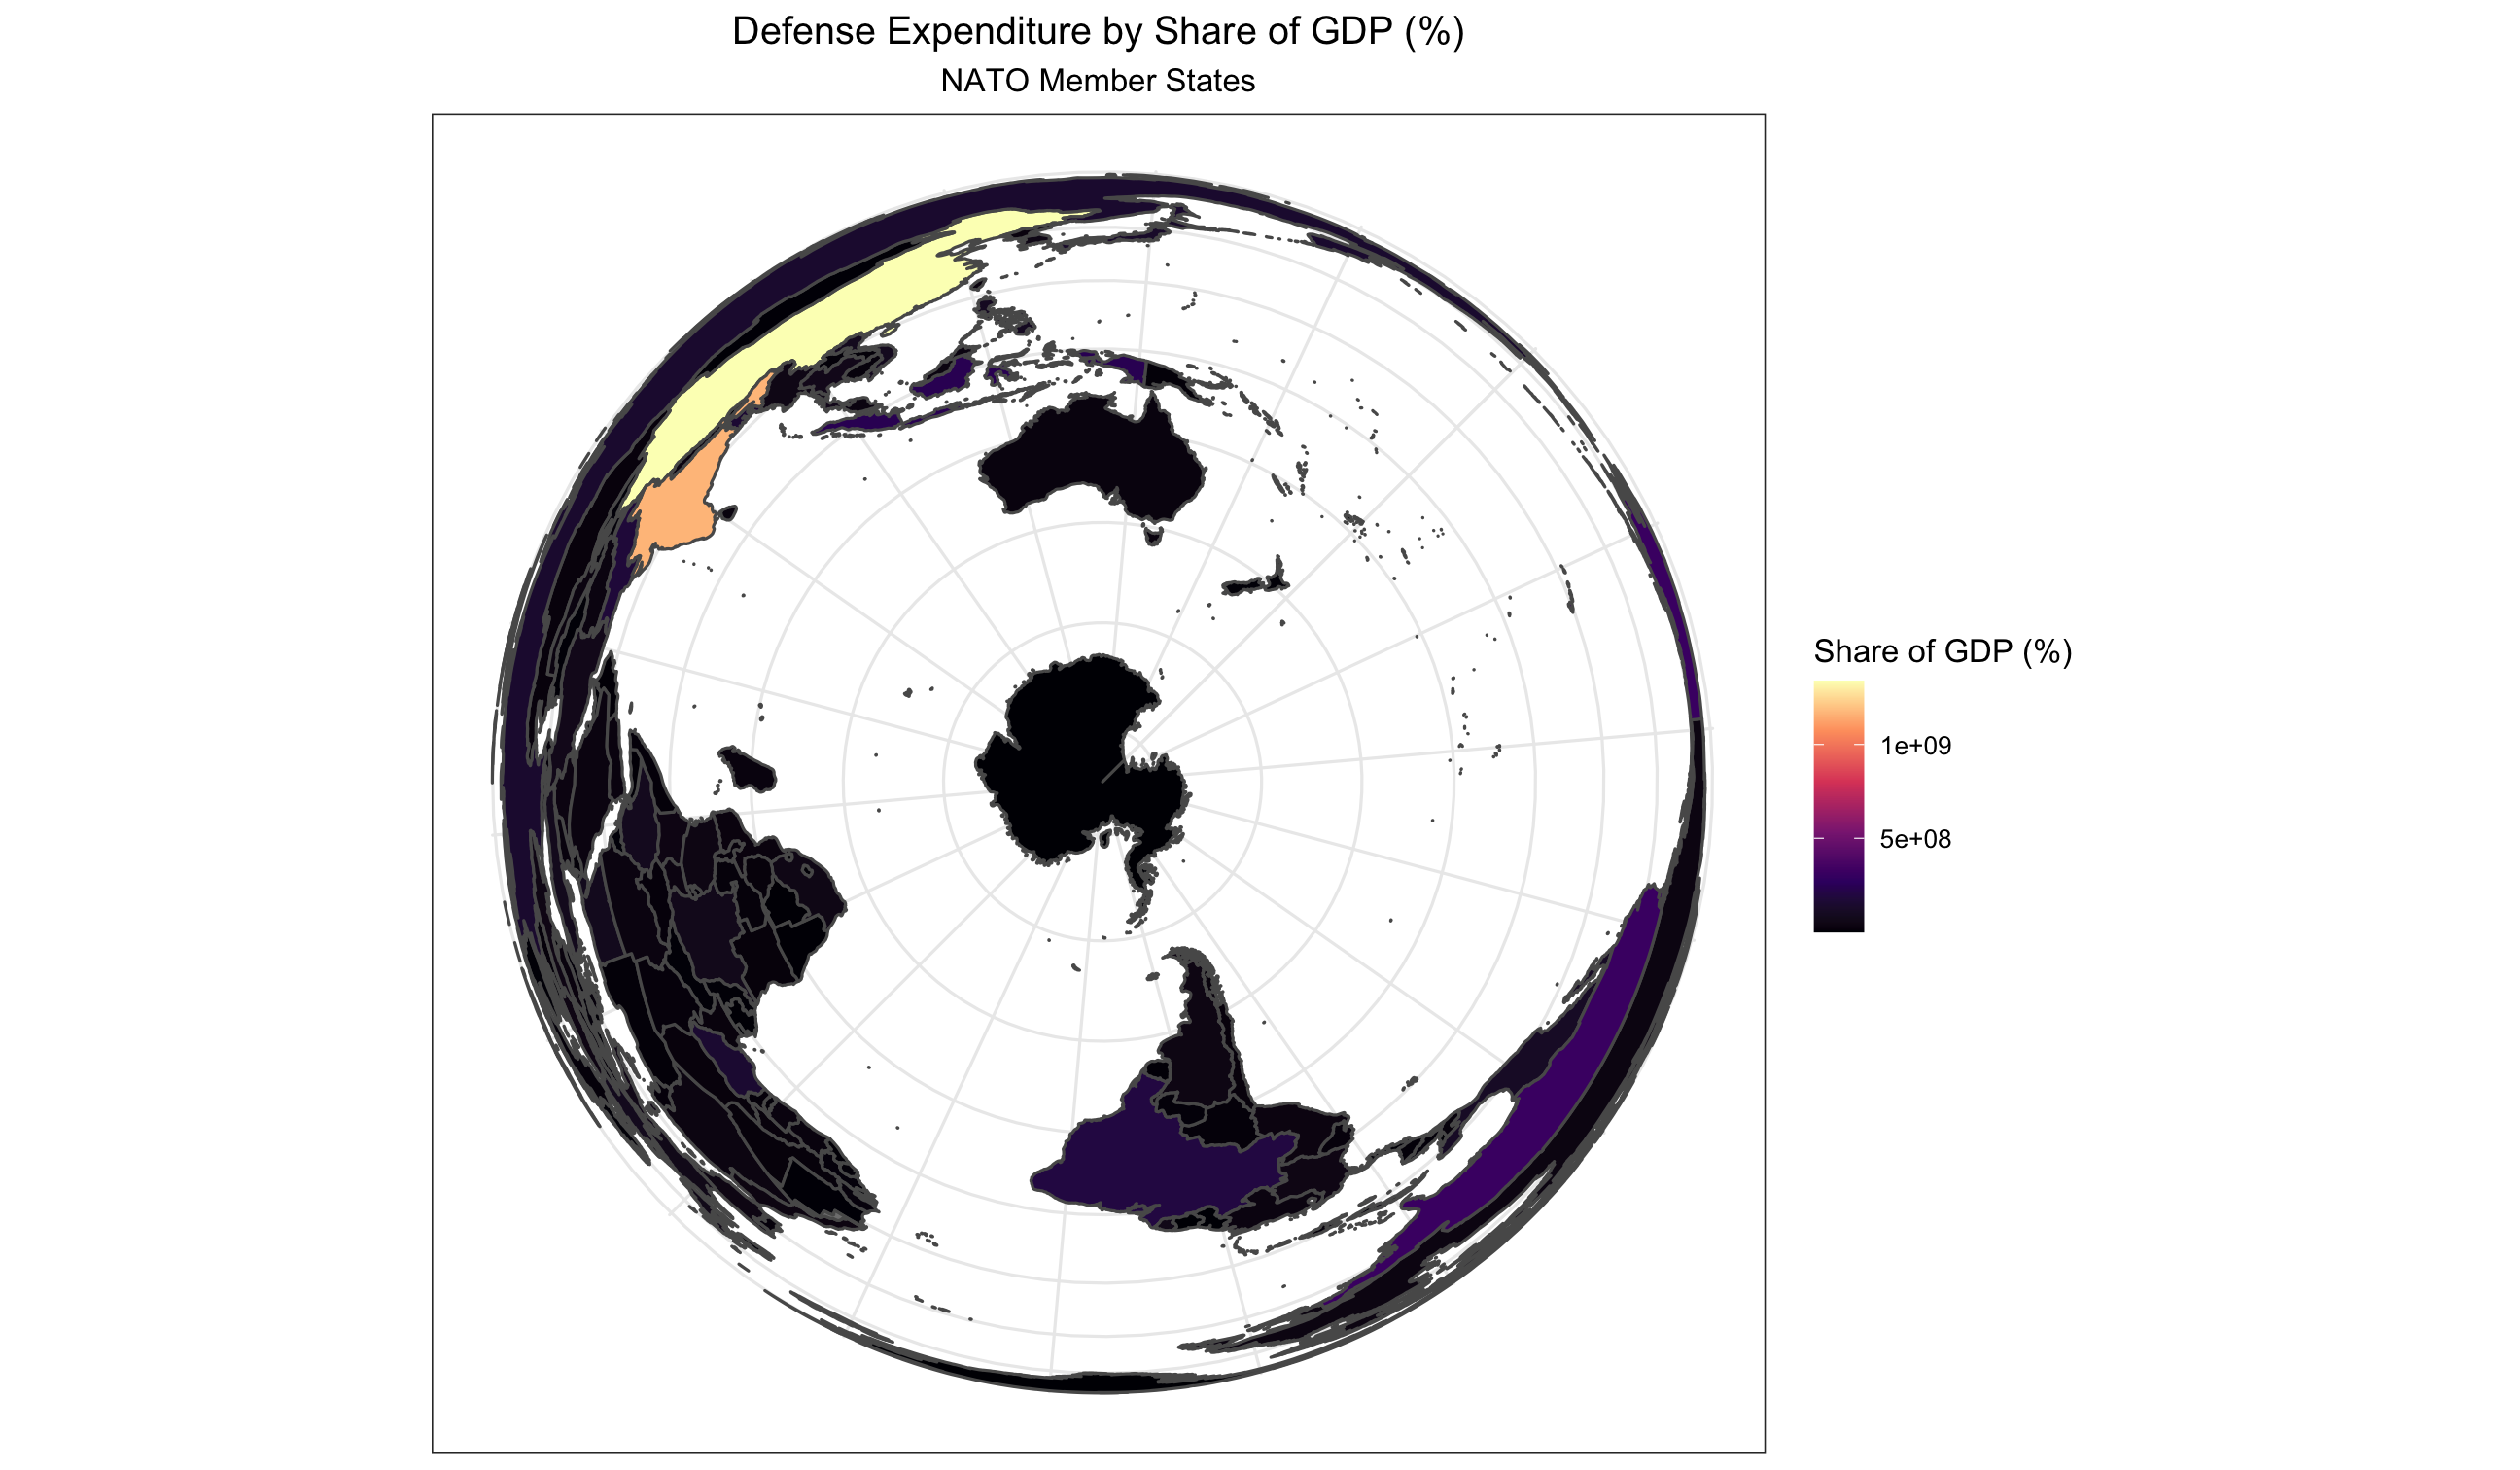 Defense Expenditure by Share of GDP (%)
NATO Member States
Share of GDP (%)
1e+09
5e+08